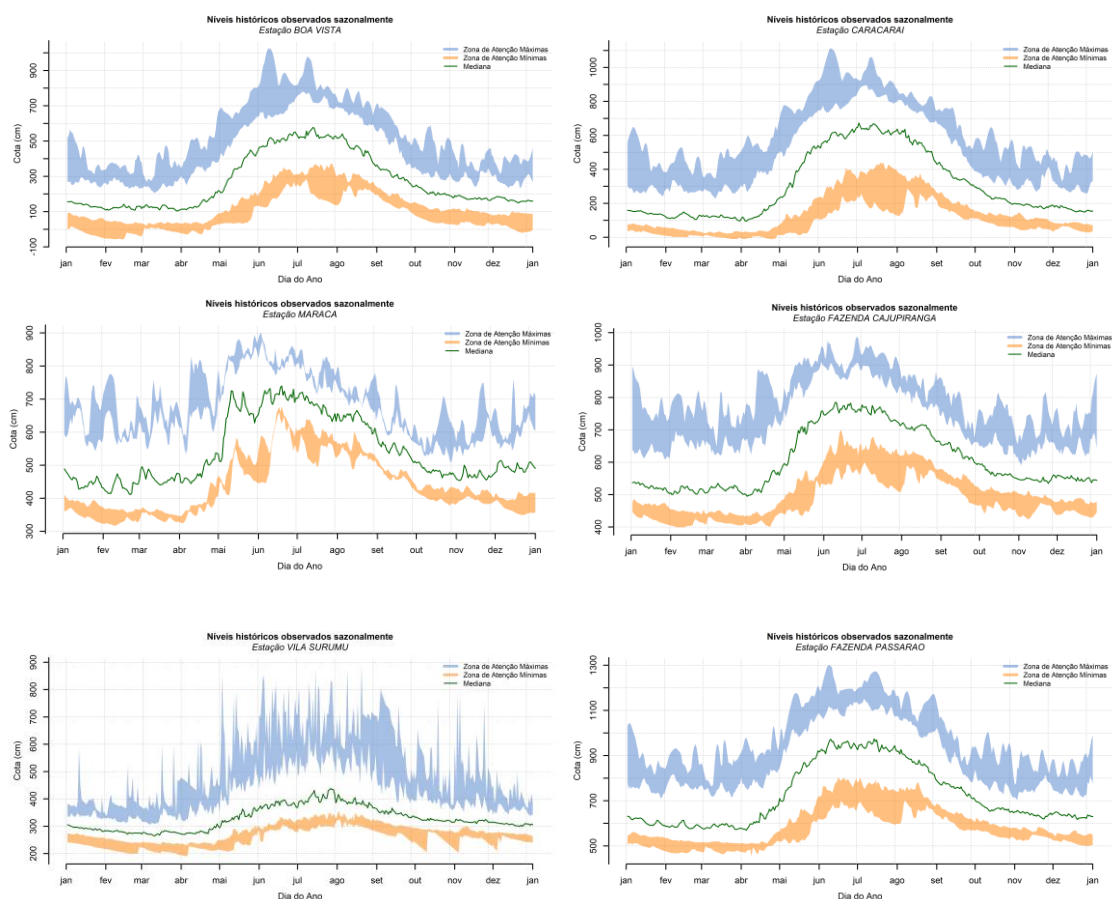 Níveis históricos observados sazonalmente
Estação BOA VISTA
Zona de Atenção Máximas
Zona de Atenção Mínimas
Mediana
Cota (cm)
900
700
500
300
100
-100
jan fev mar abr mai jun jul ago set out nov dez jan
Dia do Ano
Níveis históricos observados sazonalmente
Estação CARACARAI
Zona de Atenção Máximas
Zona de Atenção Mínimas
Mediana
Cota (cm)
1000
800
600
400
200
0
jan fev mar abr mai jun jul ago set out nov dez jan
Dia do Ano
Níveis históricos observados sazonalmente
Estação MARACA
Zona de Atenção Máximas
Zona de Atenção Mínimas
Mediana
Cota (cm)
900
800
700
600
500
400
300
jan fev mar abr mai jun jul ago set out nov dez jan
Dia do Ano
Níveis históricos observados sazonalmente
Estação FAZENDA CAJUPIRANGA
Zona de Atenção Máximas
Zona de Atenção Mínimas
Mediana
Cota (cm)
1000
900
800
700
600
500
400
jan fev mar abr mai jun jul ago set out nov dez jan
Dia do Ano
Níveis históricos observados sazonalmente
Estação VILA SURUMU
Zona de Atenção Máximas
Zona de Atenção Mínimas
Mediana
Cota (cm)
900
800
700
600
500
400
300
200
jan fev mar abr mai jun jul ago set out nov dez jan
Dia do Ano
Níveis históricos observados sazonalmente
Estação FAZENDA PASSARAO
Zona de Atenção Máximas
Zona de Atenção Mínimas
Mediana
Cota (cm)
1300
1100
900
700
500
jan fev mar abr mai jun jul ago set out nov dez jan
Dia do Ano